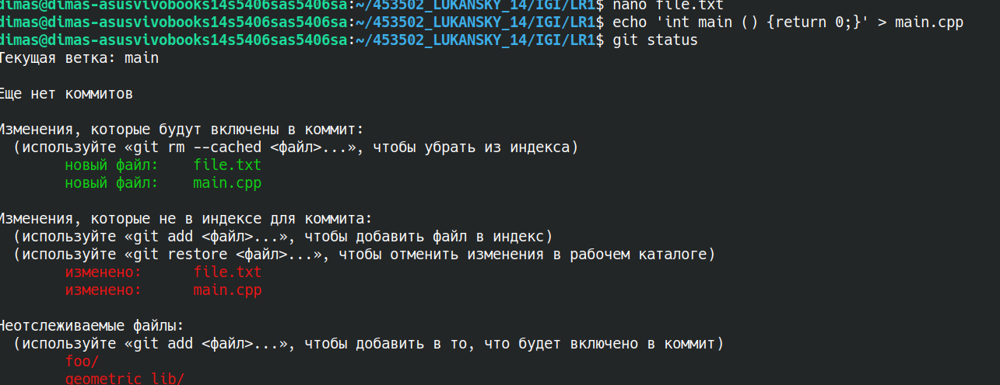 dimas@dimas-asusvivobooks14s5406sas5406sa:~/453502_LUKANSKY_14/IGI/LR1$ nano file.txt
dimas@dimas-asusvivobooks14s5406sas5406sa:~/453502_LUKANSKY_14/IGI/LR1$ echo 'int main () {return 0;}' > main.cpp
dimas@dimas-asusvivobooks14s5406sas5406sa:~/453502_LUKANSKY_14/IGI/LR1$ git status
Текущая ветка: main
Еще нет коммитов
Изменения, которые будут включены в коммит:
(используйте «git rm --cached <файл>...», чтобы убрать из индекса)
новый файл: file.txt
новый файл: main.cpp
Изменения, которые не в индексе для коммита:
(используйте «git add <файл>...», чтобы добавить файл в индекс)
(используйте «git restore <файл>...», чтобы отменить изменения в рабочем каталоге)
изменено: file.txt
изменено: main.cpp
Неотслеживаемые файлы:
(используйте «git add <файл>...», чтобы добавить в то, что будет включено в коммит)
foo/
geometric_lib/